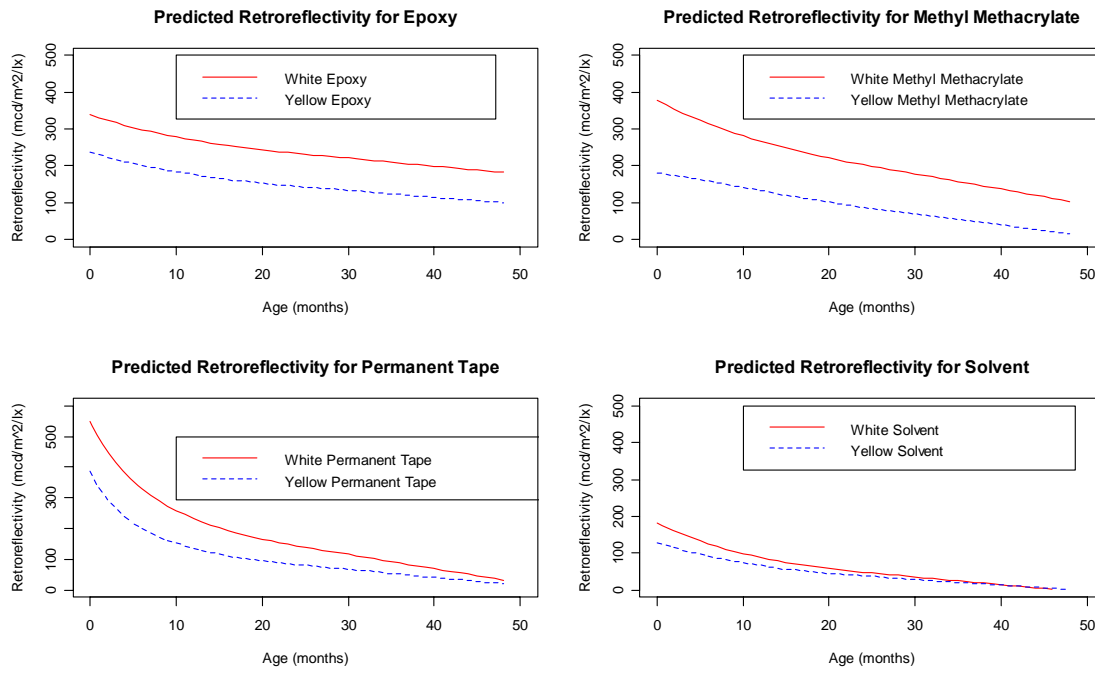 Predicted Retroreflectivity for Epoxy
Retroreflectivity (mcd/m^2/lx)
500
400
300
200
100
0
White Epoxy
Yellow Epoxy
0 10 20 30 40 50
Age (months)
Predicted Retroreflectivity for Methyl Methacrylate
Retroreflectivity (mcd/m^2/lx)
500
400
300
200
100
0
White Methyl Methacrylate
Yellow Methyl Methacrylate
0 10 20 30 40 50
Age (months)
Predicted Retroreflectivity for Permanent Tape
Retroreflectivity (mcd/m^2/lx)
500
300
100
0
White Permanent Tape
Yellow Permanent Tape
0 10 20 30 40 50
Age (months)
Predicted Retroreflectivity for Solvent
Retroreflectivity (mcd/m^2/lx)
500
400
300
200
100
0
White Solvent
Yellow Solvent
0 10 20 30 40 50
Age (months)